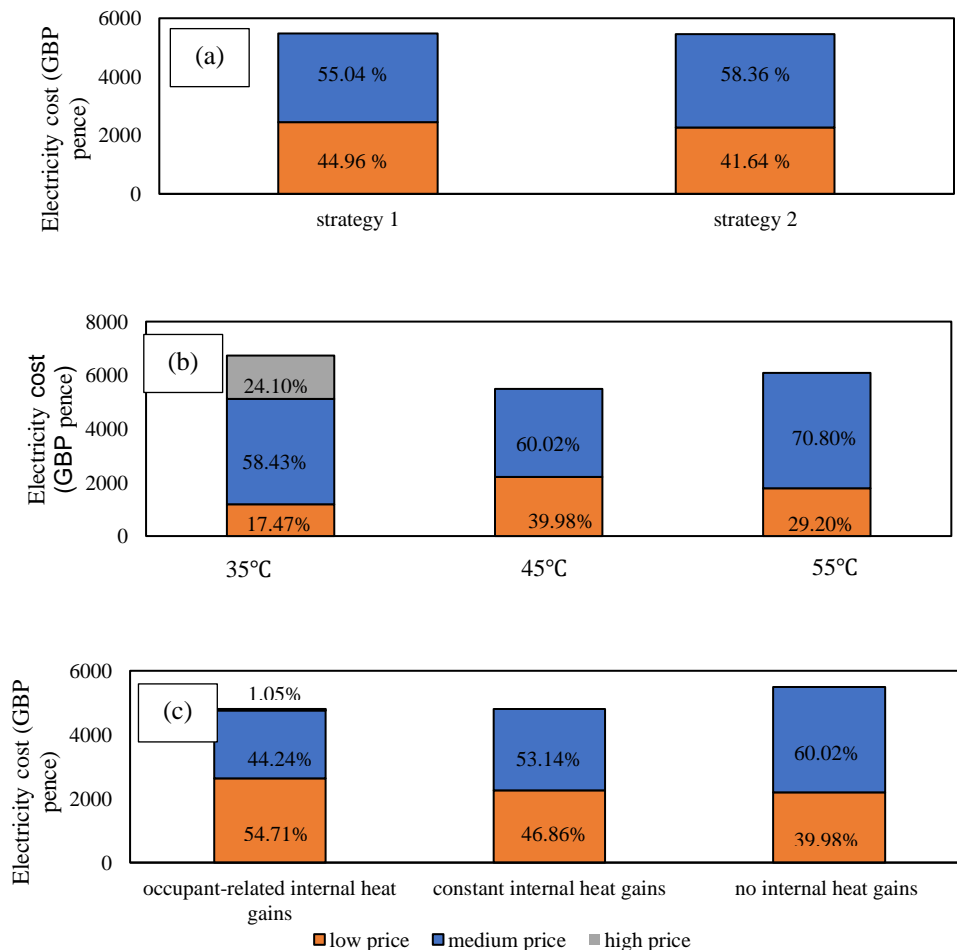 6000
4000
2000
0
Electricity cost (GBP
pence)
(a)
55.04 %
58.36 %
44.96 %
41.64 %
strategy 1
strategy 2
8000
6000
4000
2000
0
Electricity cost
(GBP pence)
(b)
24.10%
58.43%
17.47%
60.02%
39.98%
70.80%
29.20%
35°C
45°C
55°C
6000
4000
2000
0
Electricity cost (GBP
pence)
(c)
1.05%
44.24%
54.71%
53.14%
46.86%
60.02%
39.98%
occupant-related internal heat
gains
constant internal heat gains
no internal heat gains
low price
medium price
high price